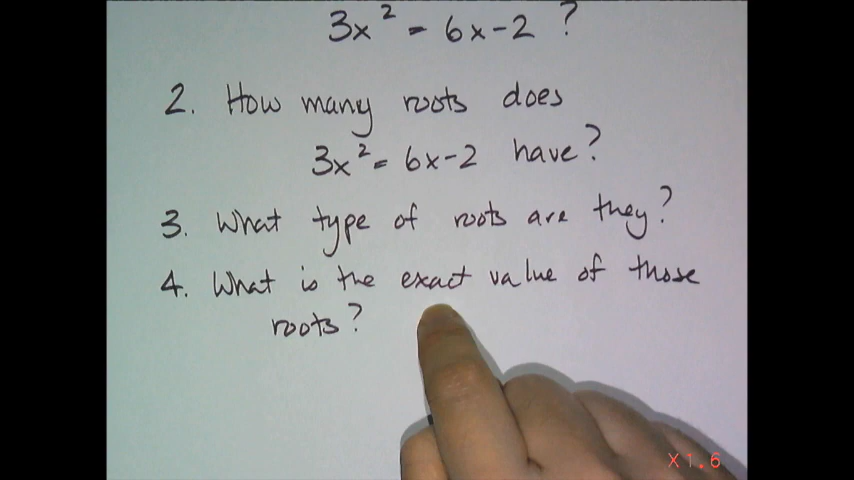 3x² = 6x-2 ?
2. How many roots does
3x² = 6x-2 have?
3. What type of roots are they?
4. What is the exact value of those
roots?
X1.6